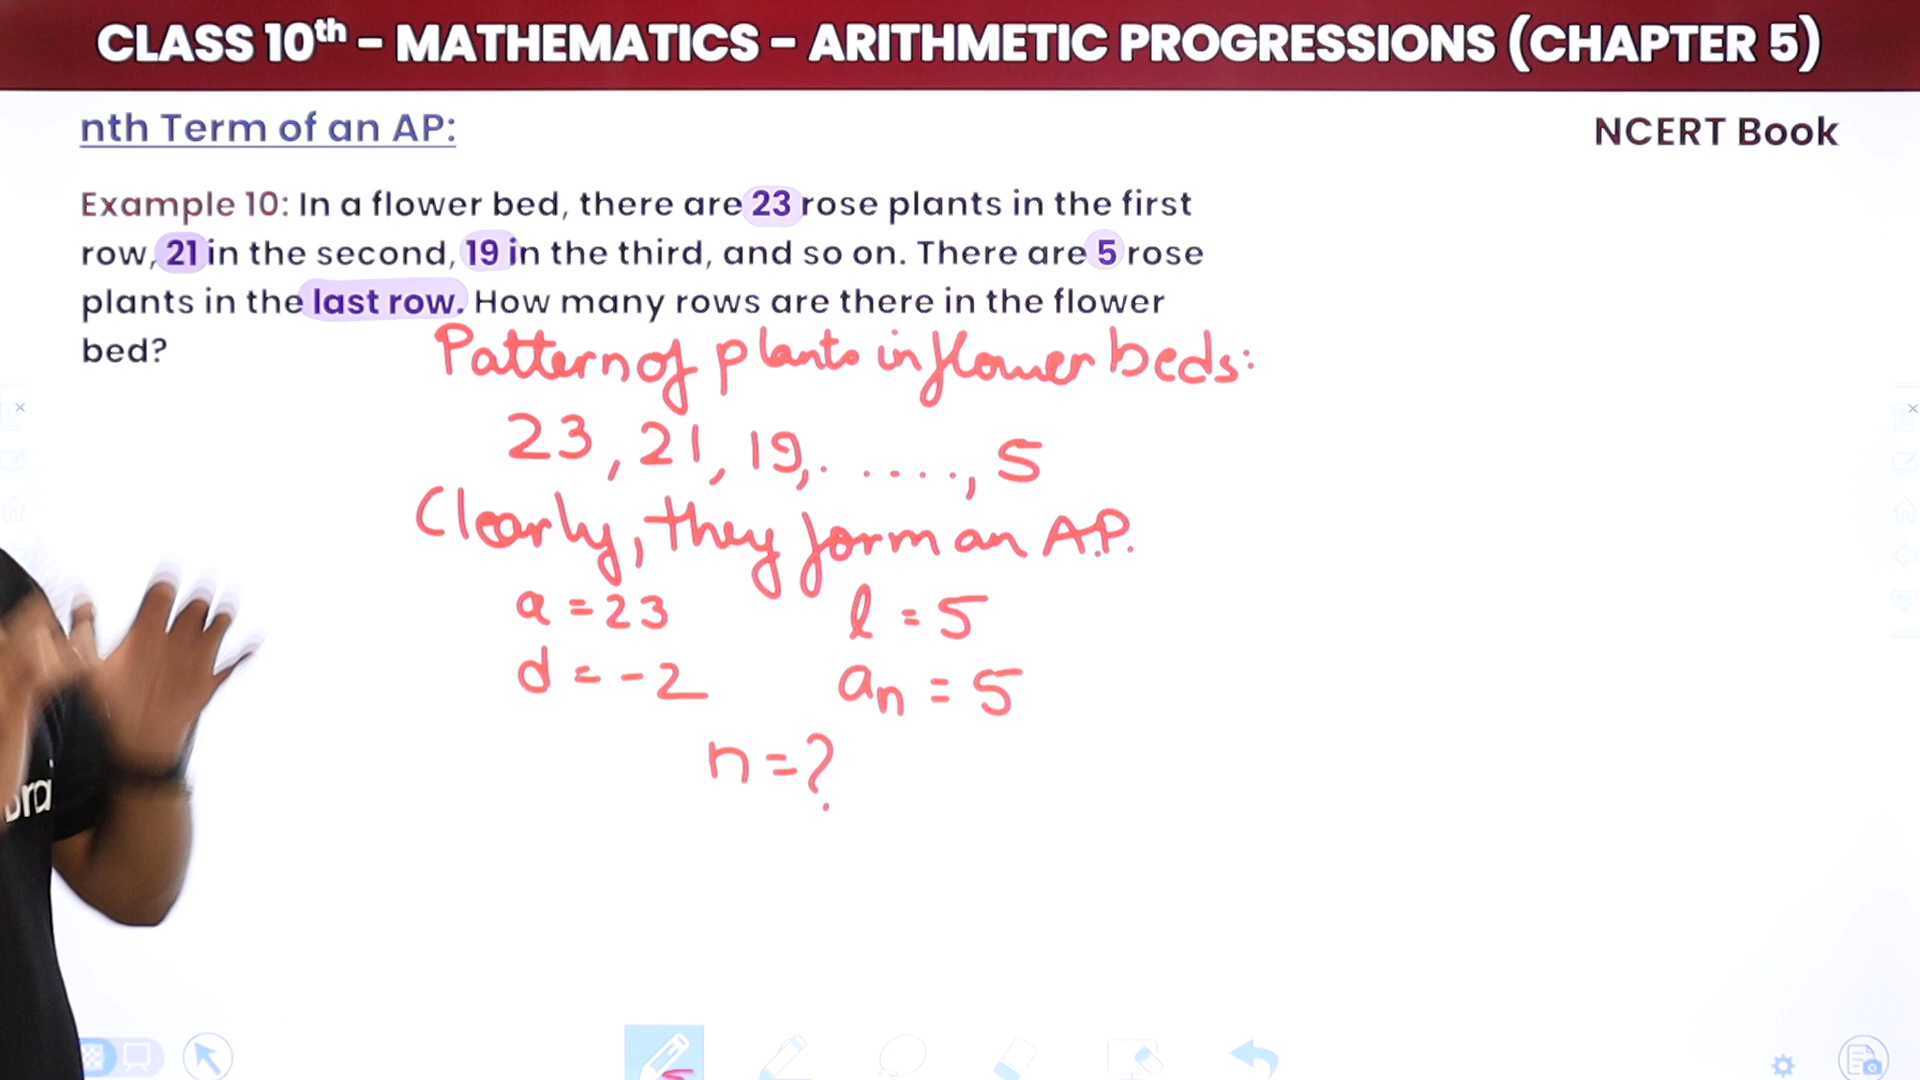 CLASS 10th - MATHEMATICS - ARITHMETIC PROGRESSIONS (CHAPTER 5)
nth Term of an AP:
NCERT Book
Example 10: In a flower bed, there are 23 rose plants in the first
row, 21 in the second, 19 in the third, and so on. There are 5 rose
plants in the last row. How many rows are there in the flower
bed?
Pattern of plants in flower beds:
23, 21, 19, . ...., 5
Clearly, they form an A.P.
a = 23 l = 5
d = -2 an = 5
n = ?